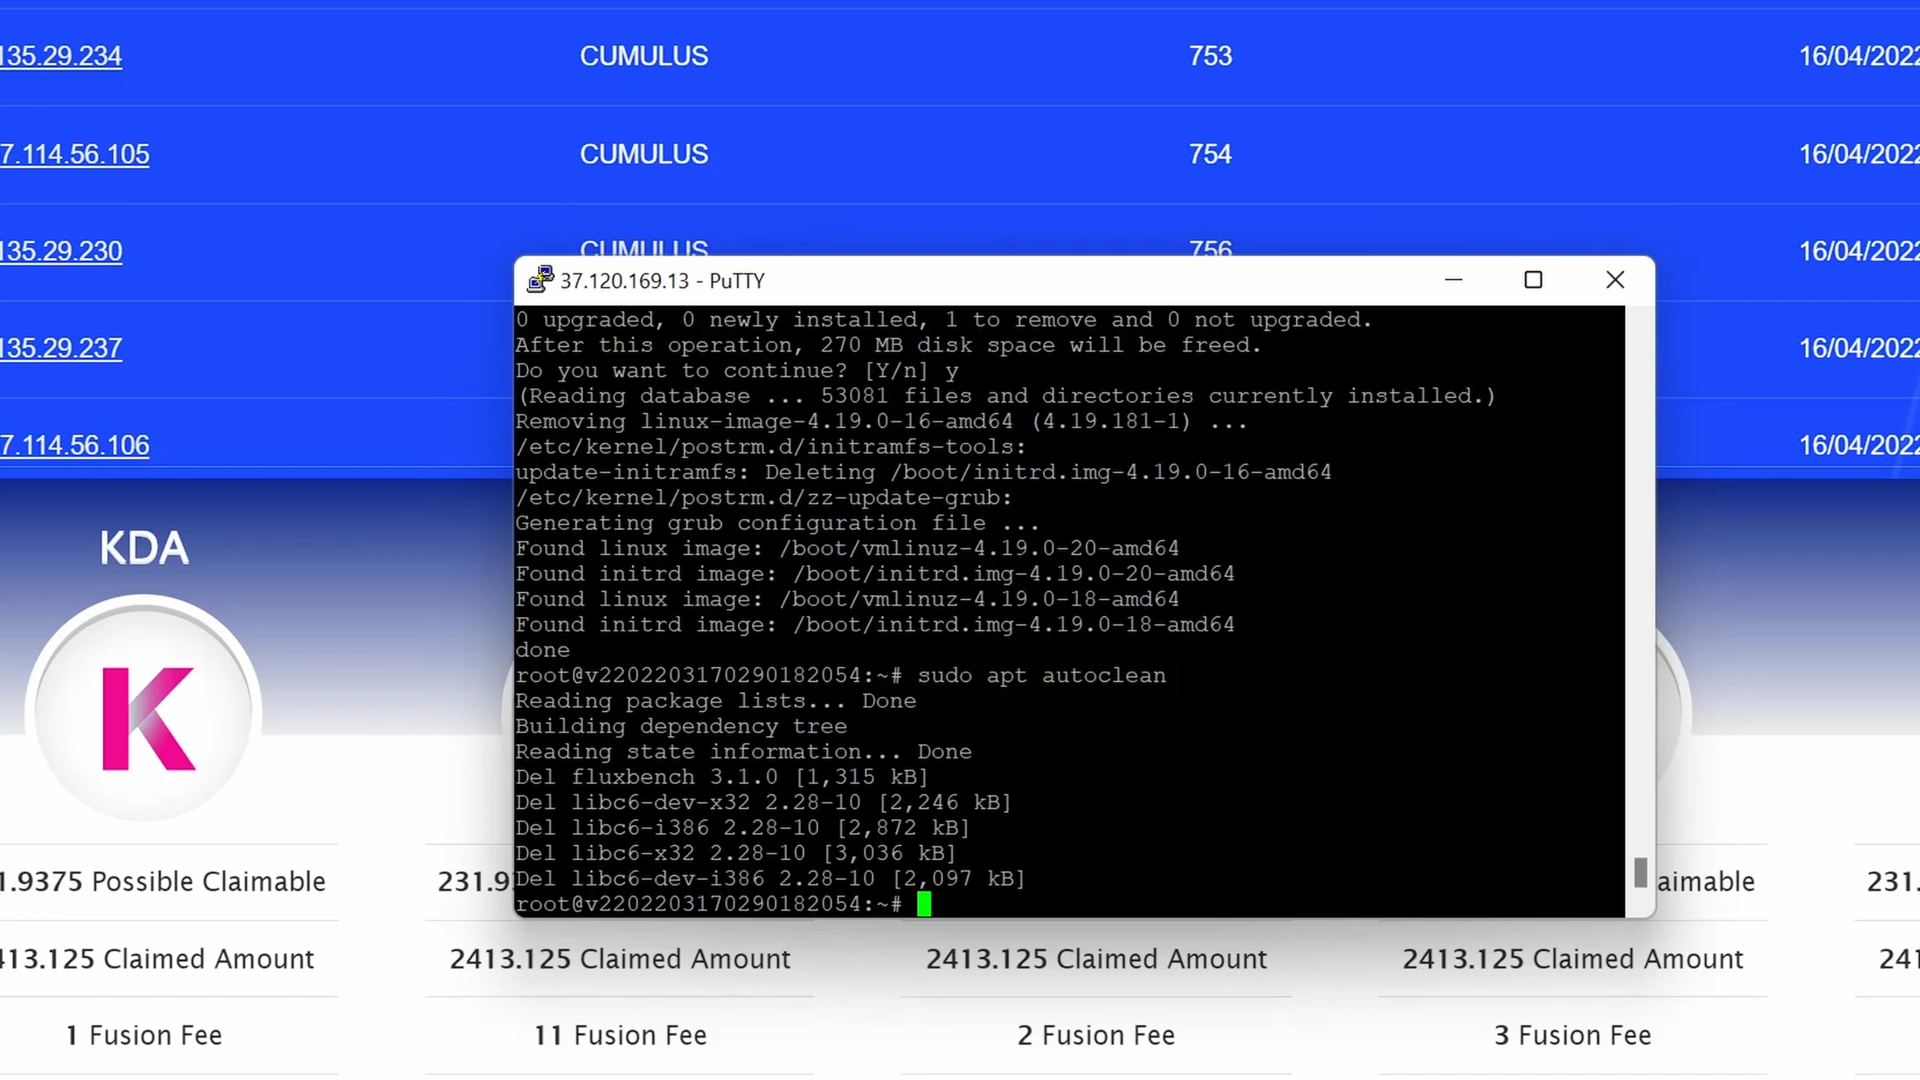 135.29.234 CUMULUS 753 16/04/2022
7.114.56.105 CUMULUS 754 16/04/2022
135.29.230 CUMULUS 756 16/04/2022
135.29.237 16/04/2022
7.114.56.106 16/04/2022
37.120.169.13 - PuTTY
0 upgraded, 0 newly installed, 1 to remove and 0 not upgraded.
After this operation, 270 MB disk space will be freed.
Do you want to continue? [Y/n] y
(Reading database ... 53081 files and directories currently installed.)
Removing linux-image-4.19.0-16-amd64 (4.19.181-1) ...
/etc/kernel/postrm.d/initramfs-tools:
update-initramfs: Deleting /boot/initrd.img-4.19.0-16-amd64
/etc/kernel/postrm.d/zz-update-grub:
Generating grub configuration file ...
Found linux image: /boot/vmlinuz-4.19.0-20-amd64
Found initrd image: /boot/initrd.img-4.19.0-20-amd64
Found linux image: /boot/vmlinuz-4.19.0-18-amd64
Found initrd image: /boot/initrd.img-4.19.0-18-amd64
done
root@v2202203170290182054:~# sudo apt autoclean
Reading package lists... Done
Building dependency tree
Reading state information... Done
Del fluxbench 3.1.0 [1,315 kB]
Del libc6-dev-x32 2.28-10 [2,246 kB]
Del libc6-i386 2.28-10 [2,872 kB]
Del libc6-x32 2.28-10 [3,036 kB]
Del libc6-dev-i386 2.28-10 [2,097 kB]
root@v2202203170290182054:~#
KDA
K
1.9375 Possible Claimable 231.9 aimable 231.
413.125 Claimed Amount 2413.125 Claimed Amount 2413.125 Claimed Amount 2413.125 Claimed Amount 241
1 Fusion Fee 11 Fusion Fee 2 Fusion Fee 3 Fusion Fee